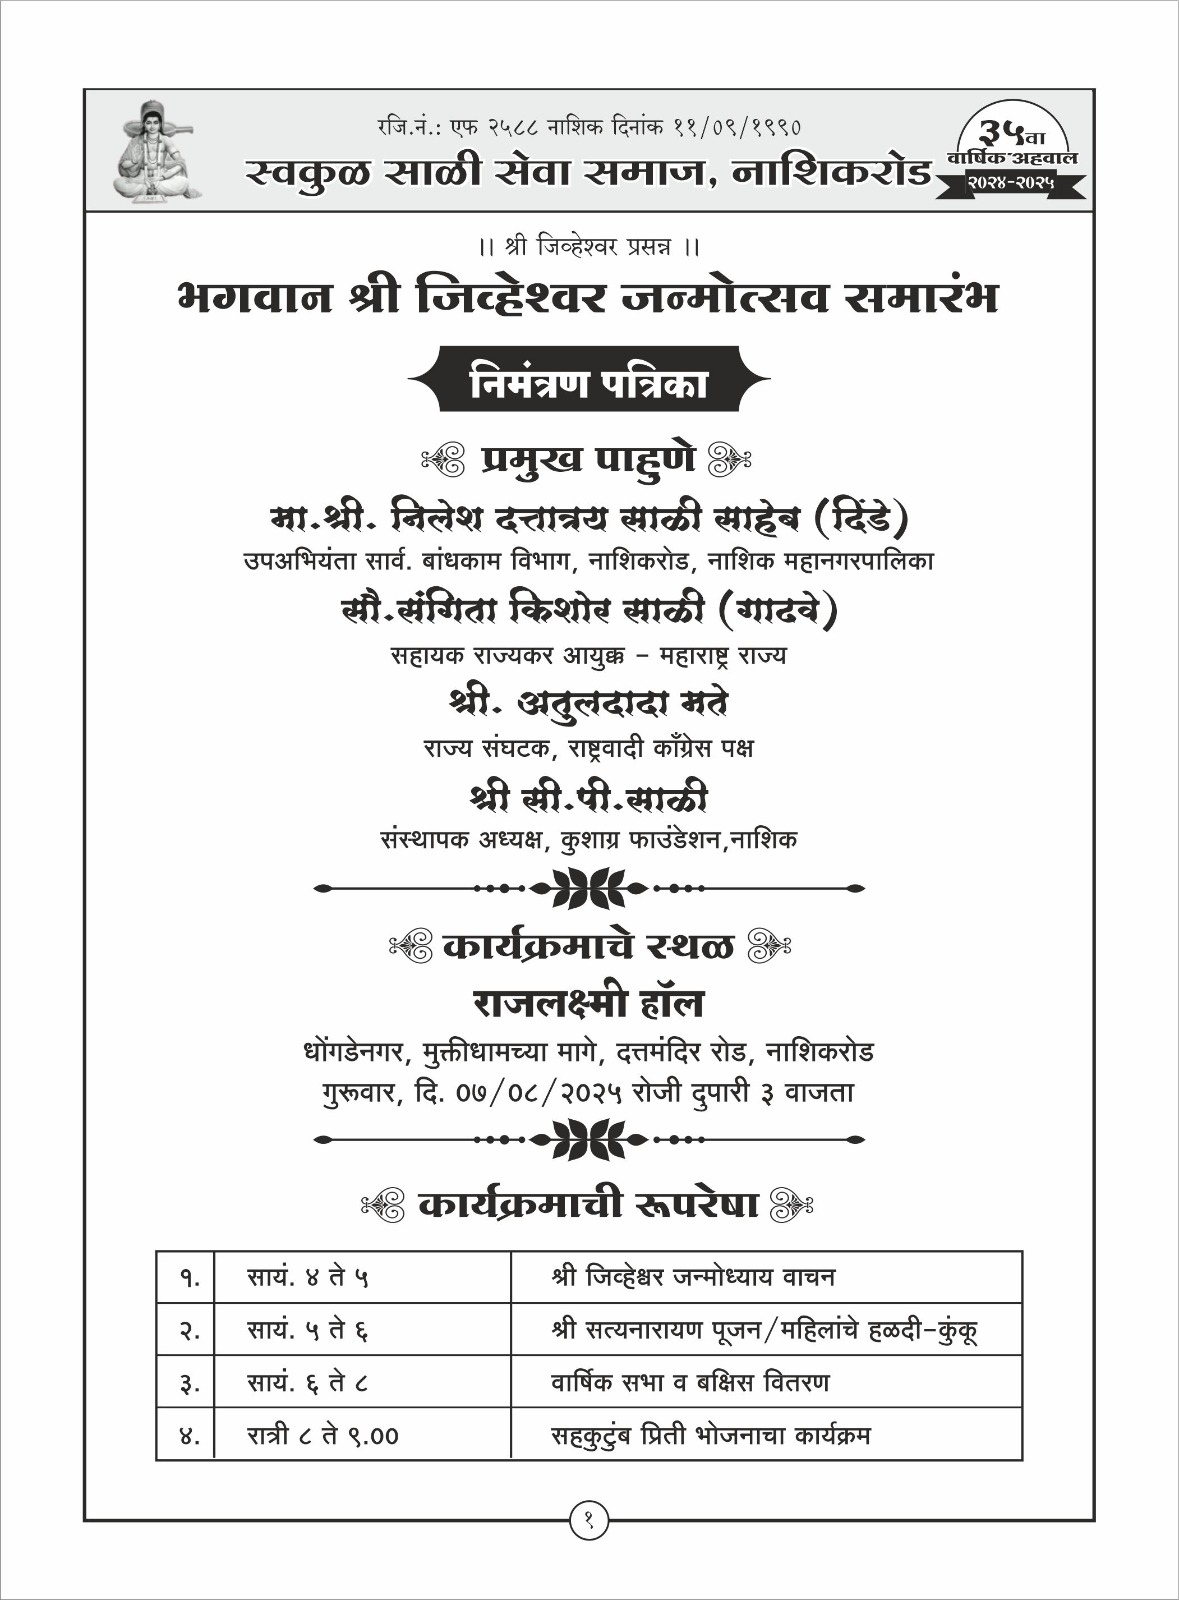 रजि.नं.: एफ २५८८ नाशिक दिनांक ११/०९/१९९०
स्वकुळ साळी सेवा समाज, नाशिकरोड
३५वा
वार्षिक अहवाल
२०२४-२०२५
।। श्री जिव्हेश्वर प्रसन्न ।।
भगवान श्री जिव्हेश्वर जन्मोत्सव समारंभ
निमंत्रण पत्रिका
प्रमुख पाहुणे
मा.श्री. निलेश दत्तात्रय साळी साहेब (दिंडे)
उपअभियंता सार्व. बांधकाम विभाग, नाशिकरोड, नाशिक महानगरपालिका
सौ.संगिता किशोर साळी (गाढवे)
सहायक राज्यकर आयुक्क - महाराष्ट्र राज्य
श्री. अतुलदादा मते
राज्य संघटक, राष्ट्रवादी काँग्रेस पक्ष
श्री सी.पी.साळी
संस्थापक अध्यक्ष, कुशाग्र फाउंडेशन,नाशिक
कार्यक्रमाचे स्थळ
राजलक्ष्मी हॉल
धोंगडेनगर, मुक्तीधामच्या मागे, दत्तमंदिर रोड, नाशिकरोड
गुरूवार, दि. ०७/०८/२०२५ रोजी दुपारी ३ वाजता
कार्यक्रमाची रूपरेषा
१. सायं. ४ ते ५ श्री जिव्हेश्वर जन्मोध्याय वाचन
२. सायं. ५ ते ६ श्री सत्यनारायण पूजन/महिलांचे हळदी-कुंकू
३. सायं. ६ ते ८ वार्षिक सभा व बक्षिस वितरण
४. रात्री ८ ते ९.०० सहकुटुंब प्रिती भोजनाचा कार्यक्रम
१